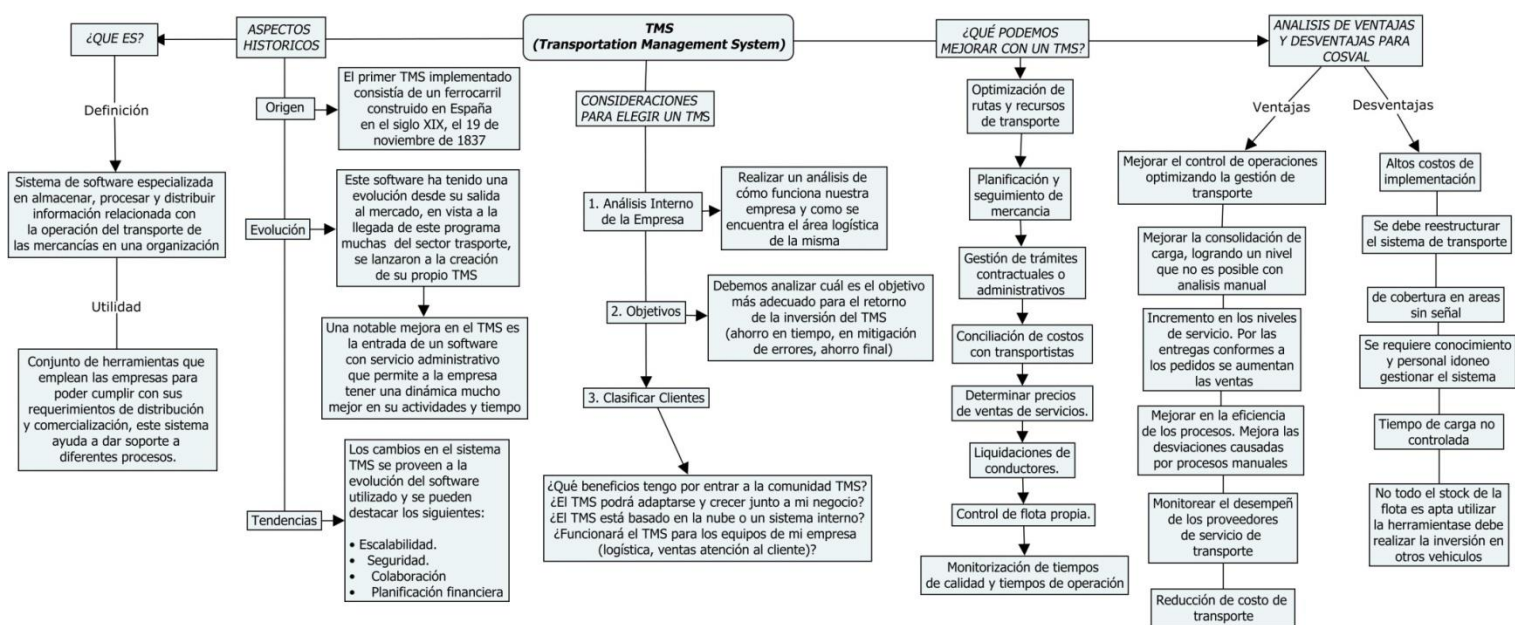 TMS
(Transportation Management System)
¿QUE ES?
Definición
Sistema de software especializada
en almacenar, procesar y distribuir
información relacionada con
la operación del transporte de
las mercancías en una organización
Utilidad
Conjunto de herramientas que
emplean las empresas para
poder cumplir con sus
requerimientos de distribución
y comercialización, este sistema
ayuda a dar soporte a
diferentes procesos.
ASPECTOS
HISTORICOS
Origen
El primer TMS implementado
consistía de un ferrocarril
construido en España
en el siglo XIX, el 19 de
noviembre de 1837
Evolución
Este software ha tenido una
evolución desde su salida
al mercado, en vista a la
llegada de este programa
muchas del sector trasporte,
se lanzaron a la creación
de su propio TMS
Una notable mejora en el TMS es
la entrada de un software
con servicio administrativo
que permite a la empresa
tener una dinámica mucho
mejor en su actividades y tiempo
Tendencias
Los cambios en el sistema
TMS se proveen a la
evolución del software
utilizado y se pueden
destacar los siguientes:
• Escalabilidad.
• Seguridad.
• Colaboración
• Planificación financiera
CONSIDERACIONES
PARA ELEGIR UN TMS
1. Análisis Interno
de la Empresa
Realizar un análisis de
cómo funciona nuestra
empresa y como se
encuentra el área logística
de la misma
2. Objetivos
Debemos analizar cuál es el objetivo
más adecuado para el retorno
de la inversión del TMS
(ahorro en tiempo, en mitigación
de errores, ahorro final)
3. Clasificar Clientes
¿Qué beneficios tengo por entrar a la comunidad TMS?
¿El TMS podrá adaptarse y crecer junto a mi negocio?
¿El TMS está basado en la nube o un sistema interno?
¿Funcionará el TMS para los equipos de mi empresa
(logística, ventas atención al cliente)?
¿QUÉ PODEMOS
MEJORAR CON UN TMS?
Optimización de
rutas y recursos
de transporte
Planificación y
seguimiento de
mercancia
Gestión de trámites
contractuales o
administrativos
Conciliación de costos
con transportistas
Determinar precios
de ventas de servicios.
Liquidaciones de
conductores.
Control de flota propia.
Monitorización de tiempos
de calidad y tiempos de operación
ANALISIS DE VENTAJAS
Y DESVENTAJAS PARA
COSVAL
Ventajas
Mejorar el control de operaciones
optimizando la gestión de
transporte
Mejorar la consolidación de
carga, logrando un nivel
que no es posible con
analisis manual
Incremento en los niveles
de servicio. Por las
entregas conformes a
los pedidos se aumentan
las ventas
Mejorar en la eficiencia
de los procesos. Mejora las
desviaciones causadas
por procesos manuales
Monitorear el desempeñ
de los proveedores
de servicio de
transporte
Reducción de costo de
transporte
Desventajas
Altos costos de
implementación
Se debe reestructurar
el sistema de transporte
de cobertura en areas
sin señal
Se requiere conocimiento
y personal idoneo
gestionar el sistema
Tiempo de carga no
controlada
No todo el stock de la
flota es apta utilizar
la herramientase debe
realizar la inversión en
otros vehiculos